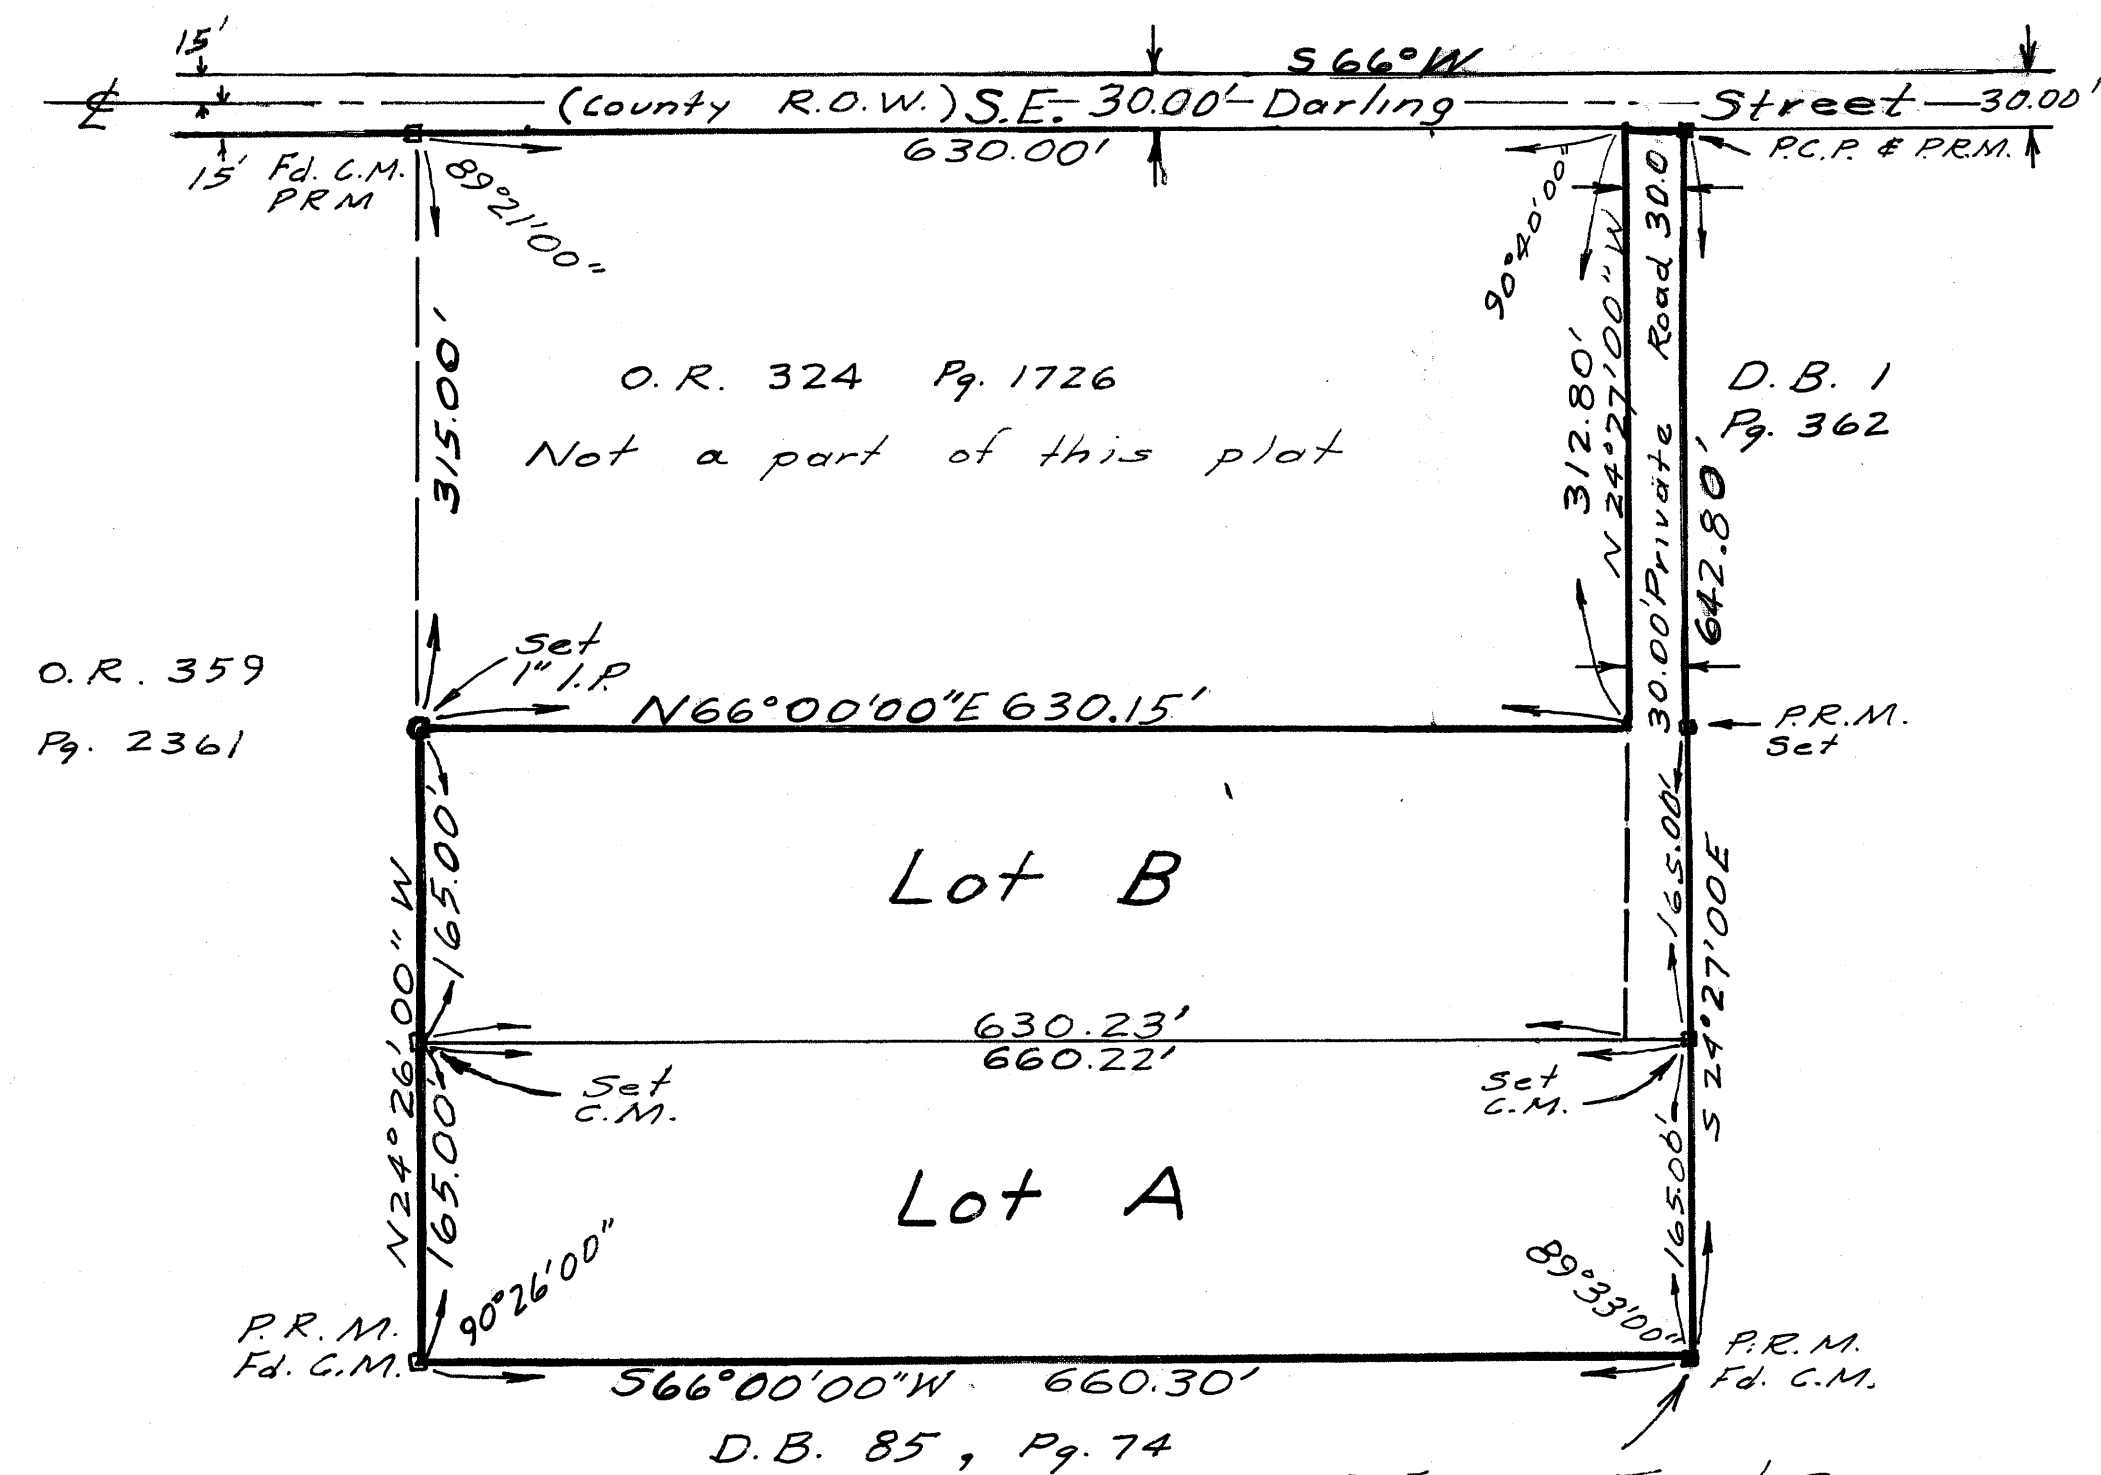 15'
S 66° W
(County R.O.W.) S.E. 30.00' Darling Street 30.00'
15'
Fd. C.M.
PRM
630.00'
P.C.P. & P.R.M.
89°21'00"
90°40'00"
315.00'
312.80'
N 24°27'00" W
30.00' Private Road 30.0
642.80'
O.R. 324 Pg. 1726
Not a part of this plat
D.B. 1
Pg. 362
O.R. 359
Pg. 2361
Set
1" I.P.
N66°00'00"E 630.15'
P.R.M.
Set
165.00'
165.00'
Lot B
N24°26'00" W
S 24°27'00E
630.23'
660.22'
Set
C.M.
Set
C.M.
165.00'
165.00'
Lot A
90°26'00"
89°33'00"
P.R.M.
Fd. C.M.
P.R.M.
Fd. C.M.
S66°00'00"W 660.30'
D.B. 85, Pg. 74